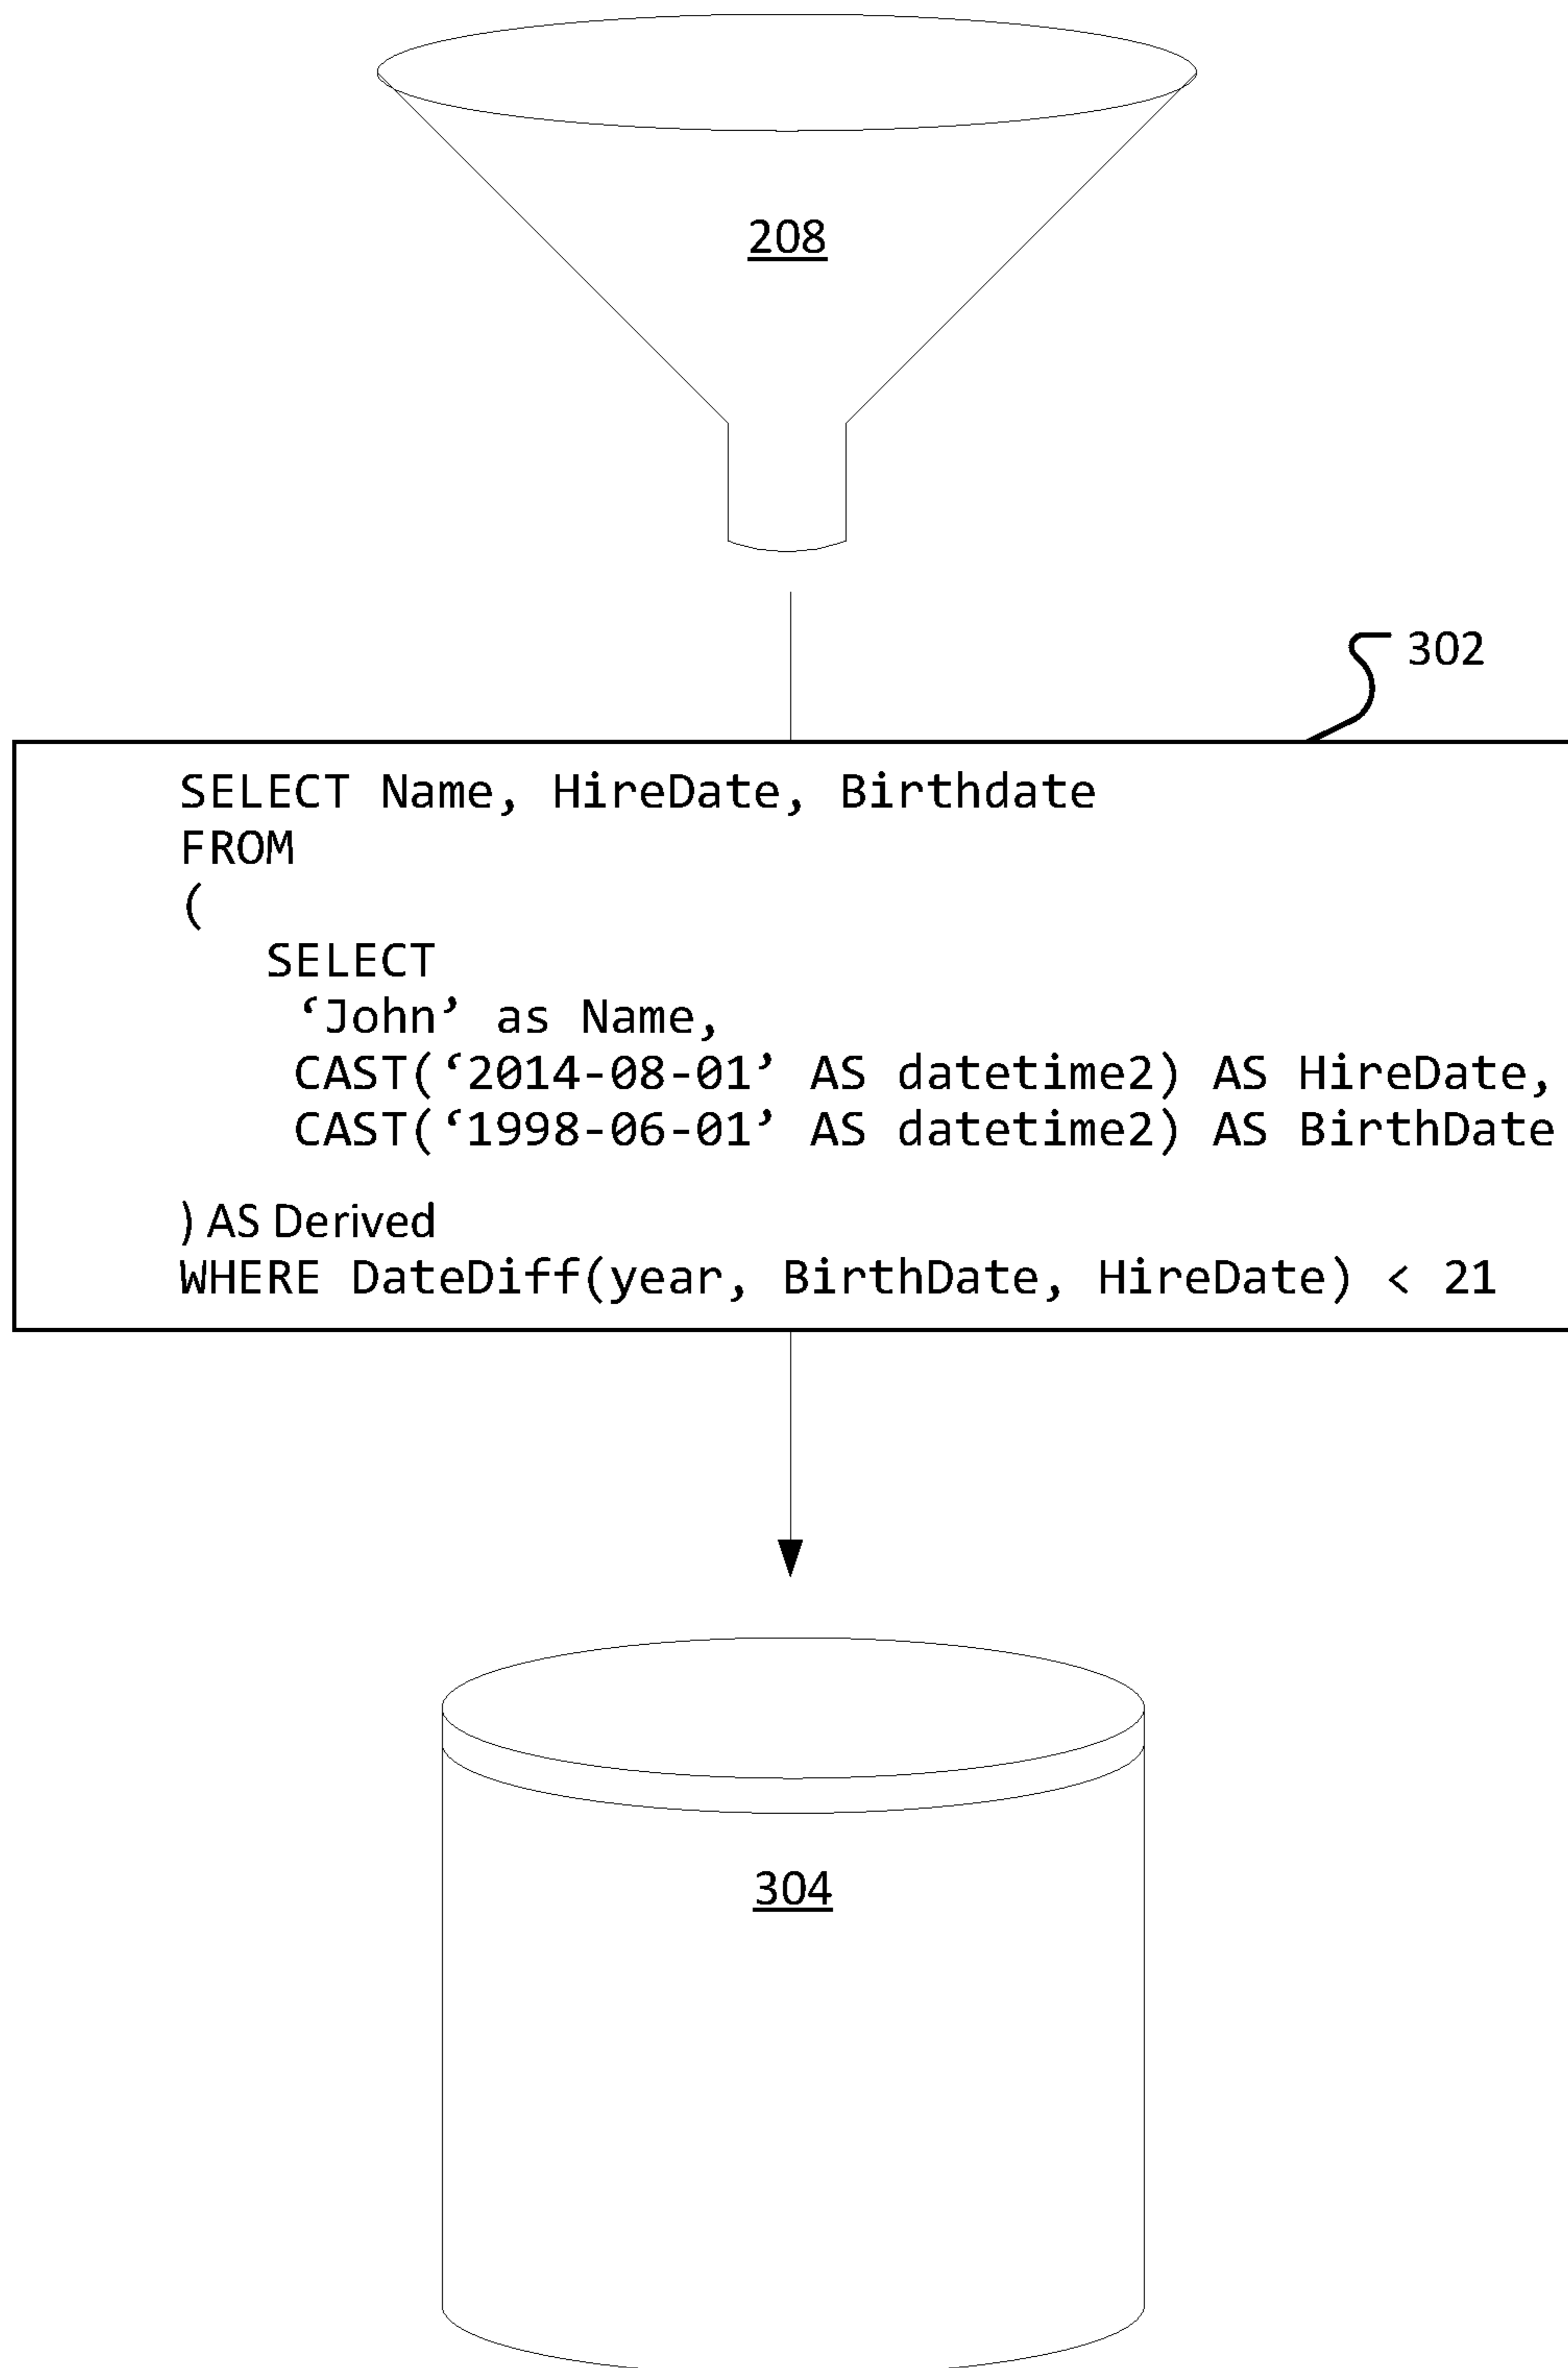 208
302
SELECT Name, HireDate, Birthdate
FROM
(
SELECT
‘John’ as Name,
CAST(‘2014-08-01’ AS datetime2) AS HireDate,
CAST(‘1998-06-01’ AS datetime2) AS BirthDate
) AS Derived
WHERE DateDiff(year, BirthDate, HireDate) < 21
304